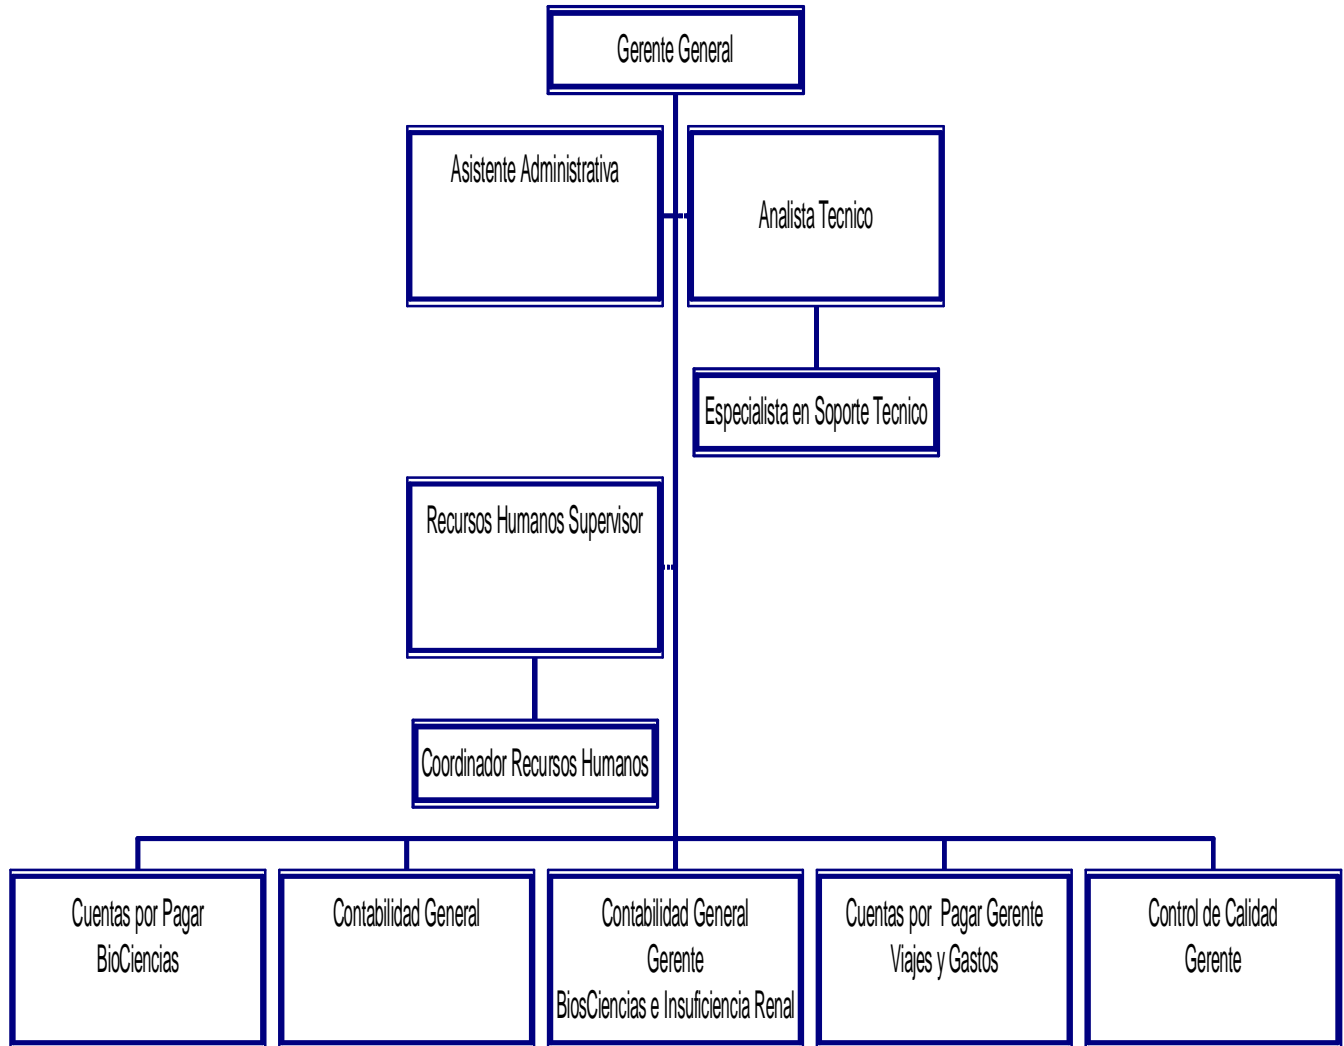 Gerente General
Asistente Administrativa
Analista Tecnico
Especialista en Soporte Tecnico
Recursos Humanos Supervisor
Coordinador Recursos Humanos
Cuentas por Pagar
BioCiencias
Contabilidad General
Contabilidad General
Gerente
BiosCiencias e Insuficiencia Renal
Cuentas por Pagar Gerente
Viajes y Gastos
Control de Calidad
Gerente